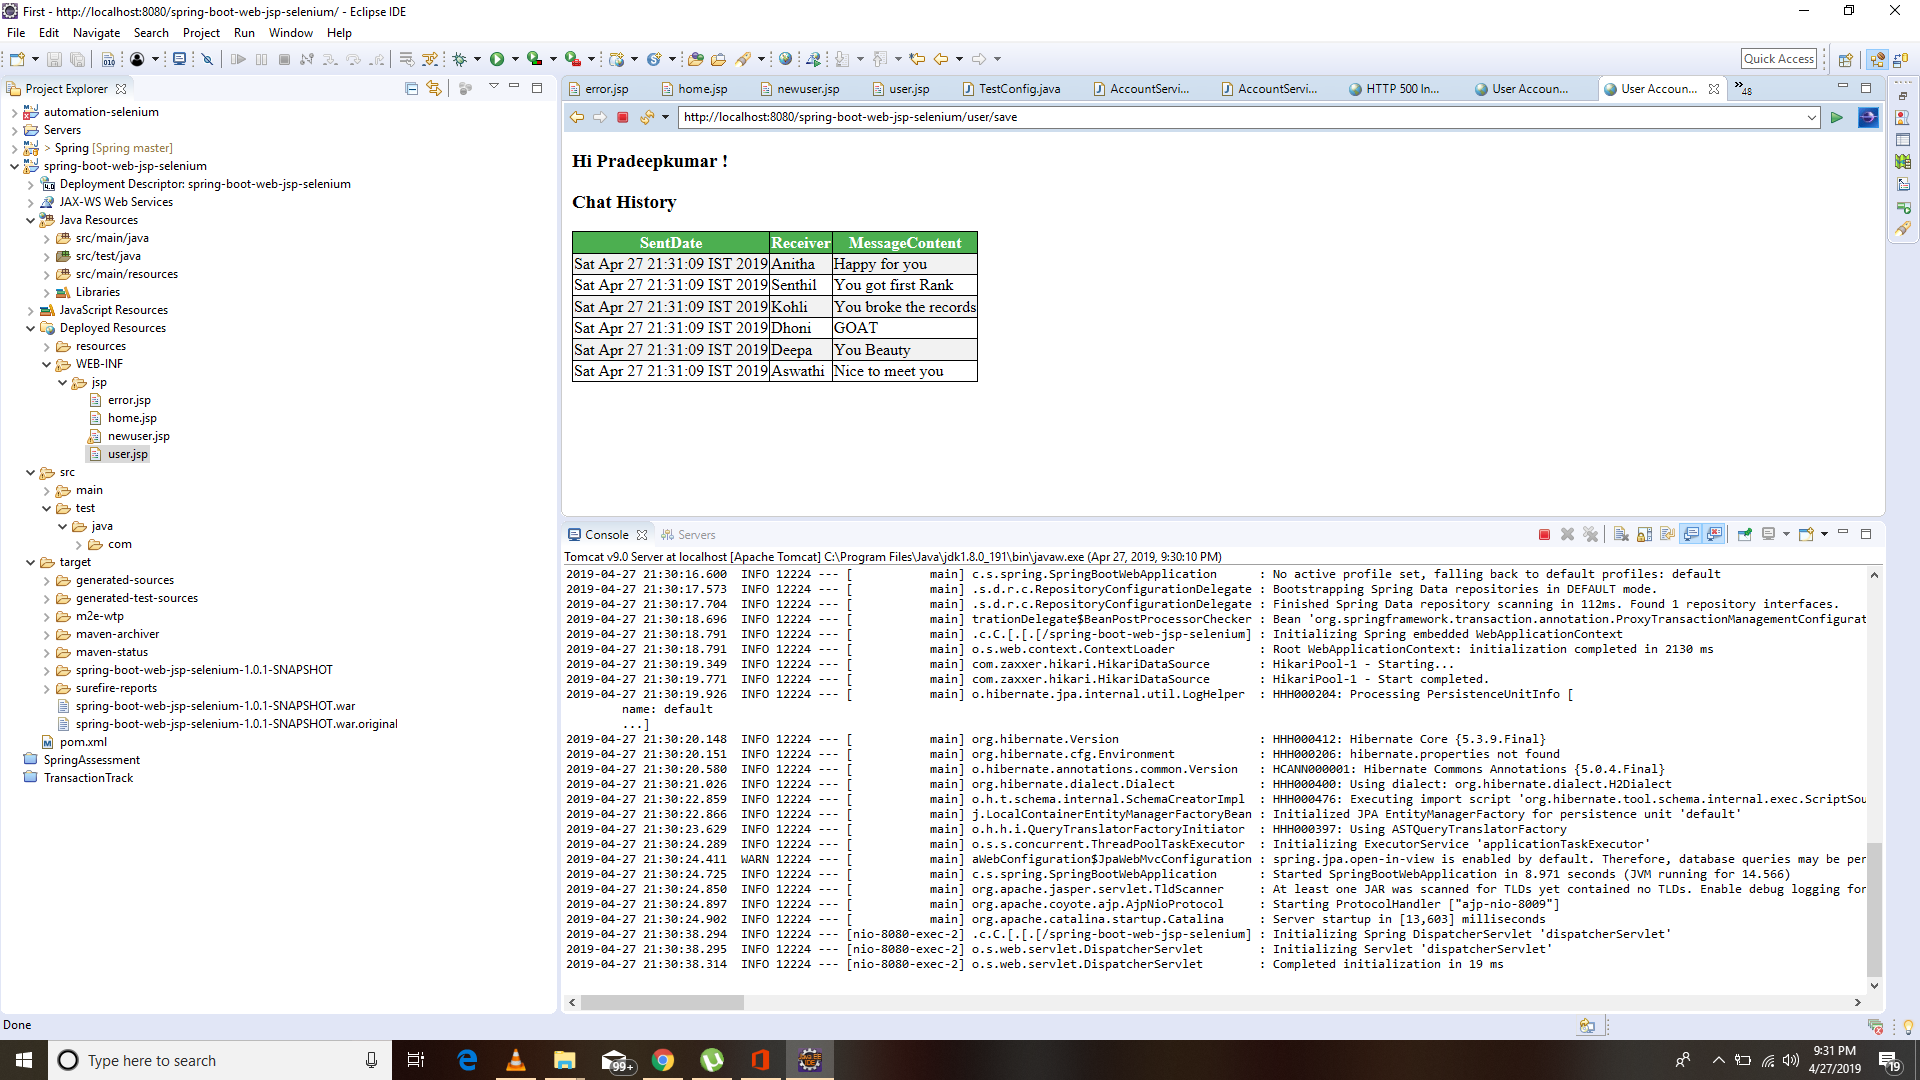 First - http://localhost:8080/spring-boot-web-jsp-selenium/ - Eclipse IDE
File Edit Navigate Search Project Run Window Help
Quick Access
Project Explorer
automation-selenium
Servers
> Spring [Spring master]
spring-boot-web-jsp-selenium
Deployment Descriptor: spring-boot-web-jsp-selenium
JAX-WS Web Services
Java Resources
src/main/java
src/test/java
src/main/resources
Libraries
JavaScript Resources
Deployed Resources
resources
WEB-INF
jsp
error.jsp
home.jsp
newuser.jsp
user.jsp
src
main
test
java
com
target
generated-sources
generated-test-sources
m2e-wtp
maven-archiver
maven-status
spring-boot-web-jsp-selenium-1.0.1-SNAPSHOT
surefire-reports
spring-boot-web-jsp-selenium-1.0.1-SNAPSHOT.war
spring-boot-web-jsp-selenium-1.0.1-SNAPSHOT.war.original
pom.xml
SpringAssessment
TransactionTrack
error.jsp home.jsp newuser.jsp user.jsp TestConfig.java AccountServi... AccountServi... HTTP 500 In... User Accoun... User Accoun... »48
http://localhost:8080/spring-boot-web-jsp-selenium/user/save
Hi Pradeepkumar !
Chat History
SentDate Receiver MessageContent
Sat Apr 27 21:31:09 IST 2019 Anitha Happy for you
Sat Apr 27 21:31:09 IST 2019 Senthil You got first Rank
Sat Apr 27 21:31:09 IST 2019 Kohli You broke the records
Sat Apr 27 21:31:09 IST 2019 Dhoni GOAT
Sat Apr 27 21:31:09 IST 2019 Deepa You Beauty
Sat Apr 27 21:31:09 IST 2019 Aswathi Nice to meet you
Console Servers
Tomcat v9.0 Server at localhost [Apache Tomcat] C:\Program Files\Java\jdk1.8.0_191\bin\javaw.exe (Apr 27, 2019, 9:30:10 PM)
2019-04-27 21:30:16.600 INFO 12224 --- [ main] c.s.spring.SpringBootWebApplication : No active profile set, falling back to default profiles: default
2019-04-27 21:30:17.573 INFO 12224 --- [ main] .s.d.r.c.RepositoryConfigurationDelegate : Bootstrapping Spring Data repositories in DEFAULT mode.
2019-04-27 21:30:17.704 INFO 12224 --- [ main] .s.d.r.c.RepositoryConfigurationDelegate : Finished Spring Data repository scanning in 112ms. Found 1 repository interfaces.
2019-04-27 21:30:18.696 INFO 12224 --- [ main] trationDelegate$BeanPostProcessorChecker : Bean 'org.springframework.transaction.annotation.ProxyTransactionManagementConfigurat
2019-04-27 21:30:18.791 INFO 12224 --- [ main] .c.C.[.[.[/spring-boot-web-jsp-selenium] : Initializing Spring embedded WebApplicationContext
2019-04-27 21:30:18.791 INFO 12224 --- [ main] o.s.web.context.ContextLoader : Root WebApplicationContext: initialization completed in 2130 ms
2019-04-27 21:30:19.349 INFO 12224 --- [ main] com.zaxxer.hikari.HikariDataSource : HikariPool-1 - Starting...
2019-04-27 21:30:19.771 INFO 12224 --- [ main] com.zaxxer.hikari.HikariDataSource : HikariPool-1 - Start completed.
2019-04-27 21:30:19.926 INFO 12224 --- [ main] o.hibernate.jpa.internal.util.LogHelper : HHH000204: Processing PersistenceUnitInfo [
name: default
...]
2019-04-27 21:30:20.148 INFO 12224 --- [ main] org.hibernate.Version : HHH000412: Hibernate Core {5.3.9.Final}
2019-04-27 21:30:20.151 INFO 12224 --- [ main] org.hibernate.cfg.Environment : HHH000206: hibernate.properties not found
2019-04-27 21:30:20.580 INFO 12224 --- [ main] o.hibernate.annotations.common.Version : HCANN000001: Hibernate Commons Annotations {5.0.4.Final}
2019-04-27 21:30:21.026 INFO 12224 --- [ main] org.hibernate.dialect.Dialect : HHH000400: Using dialect: org.hibernate.dialect.H2Dialect
2019-04-27 21:30:22.859 INFO 12224 --- [ main] o.h.t.schema.internal.SchemaCreatorImpl : HHH000476: Executing import script 'org.hibernate.tool.schema.internal.exec.ScriptSou
2019-04-27 21:30:22.866 INFO 12224 --- [ main] j.LocalContainerEntityManagerFactoryBean : Initialized JPA EntityManagerFactory for persistence unit 'default'
2019-04-27 21:30:23.629 INFO 12224 --- [ main] o.h.h.i.QueryTranslatorFactoryInitiator : HHH000397: Using ASTQueryTranslatorFactory
2019-04-27 21:30:24.289 INFO 12224 --- [ main] o.s.s.concurrent.ThreadPoolTaskExecutor : Initializing ExecutorService 'applicationTaskExecutor'
2019-04-27 21:30:24.411 WARN 12224 --- [ main] aWebConfiguration$JpaWebMvcConfiguration : spring.jpa.open-in-view is enabled by default. Therefore, database queries may be per
2019-04-27 21:30:24.725 INFO 12224 --- [ main] c.s.spring.SpringBootWebApplication : Started SpringBootWebApplication in 8.971 seconds (JVM running for 14.566)
2019-04-27 21:30:24.850 INFO 12224 --- [ main] org.apache.jasper.servlet.TldScanner : At least one JAR was scanned for TLDs yet contained no TLDs. Enable debug logging for
2019-04-27 21:30:24.897 INFO 12224 --- [ main] org.apache.coyote.ajp.AjpNioProtocol : Starting ProtocolHandler ["ajp-nio-8009"]
2019-04-27 21:30:24.902 INFO 12224 --- [ main] org.apache.catalina.startup.Catalina : Server startup in [13,603] milliseconds
2019-04-27 21:30:38.294 INFO 12224 --- [nio-8080-exec-2] .c.C.[.[.[/spring-boot-web-jsp-selenium] : Initializing Spring DispatcherServlet 'dispatcherServlet'
2019-04-27 21:30:38.295 INFO 12224 --- [nio-8080-exec-2] o.s.web.servlet.DispatcherServlet : Initializing Servlet 'dispatcherServlet'
2019-04-27 21:30:38.314 INFO 12224 --- [nio-8080-exec-2] o.s.web.servlet.DispatcherServlet : Completed initialization in 19 ms
Done
Type here to search
99+
9:31 PM
4/27/2019
19